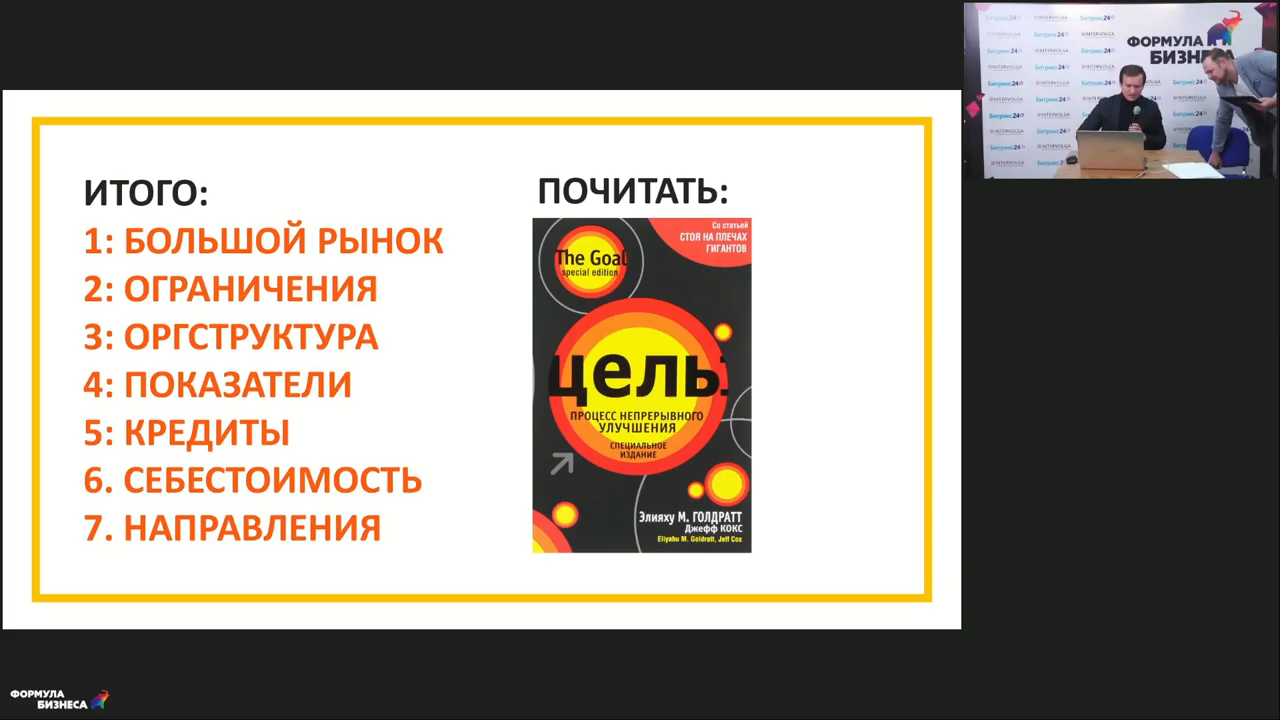 ИТОГО:
1: БОЛЬШОЙ РЫНОК
2: ОГРАНИЧЕНИЯ
3: ОРГСТРУКТУРА
4: ПОКАЗАТЕЛИ
5: КРЕДИТЫ
6. СЕБЕСТОИМОСТЬ
7. НАПРАВЛЕНИЯ
ПОЧИТАТЬ:
Со статьей
СТОЯ НА ПЛЕЧАХ
ГИГАНТОВ
The Goal
special edition
цель:
ПРОЦЕСС НЕПРЕРЫВНОГО
УЛУЧШЕНИЯ
СПЕЦИАЛЬНОЕ
ИЗДАНИЕ
Элияху М. ГОЛДРАТТ
Джефф КОКС
Eliyahu M. Goldratt, Jeff Cox
ФОРМУЛА
БИЗНЕСА
Битрикс24
INTERVOLGA
ФОРМУЛА
БИЗНЕСА